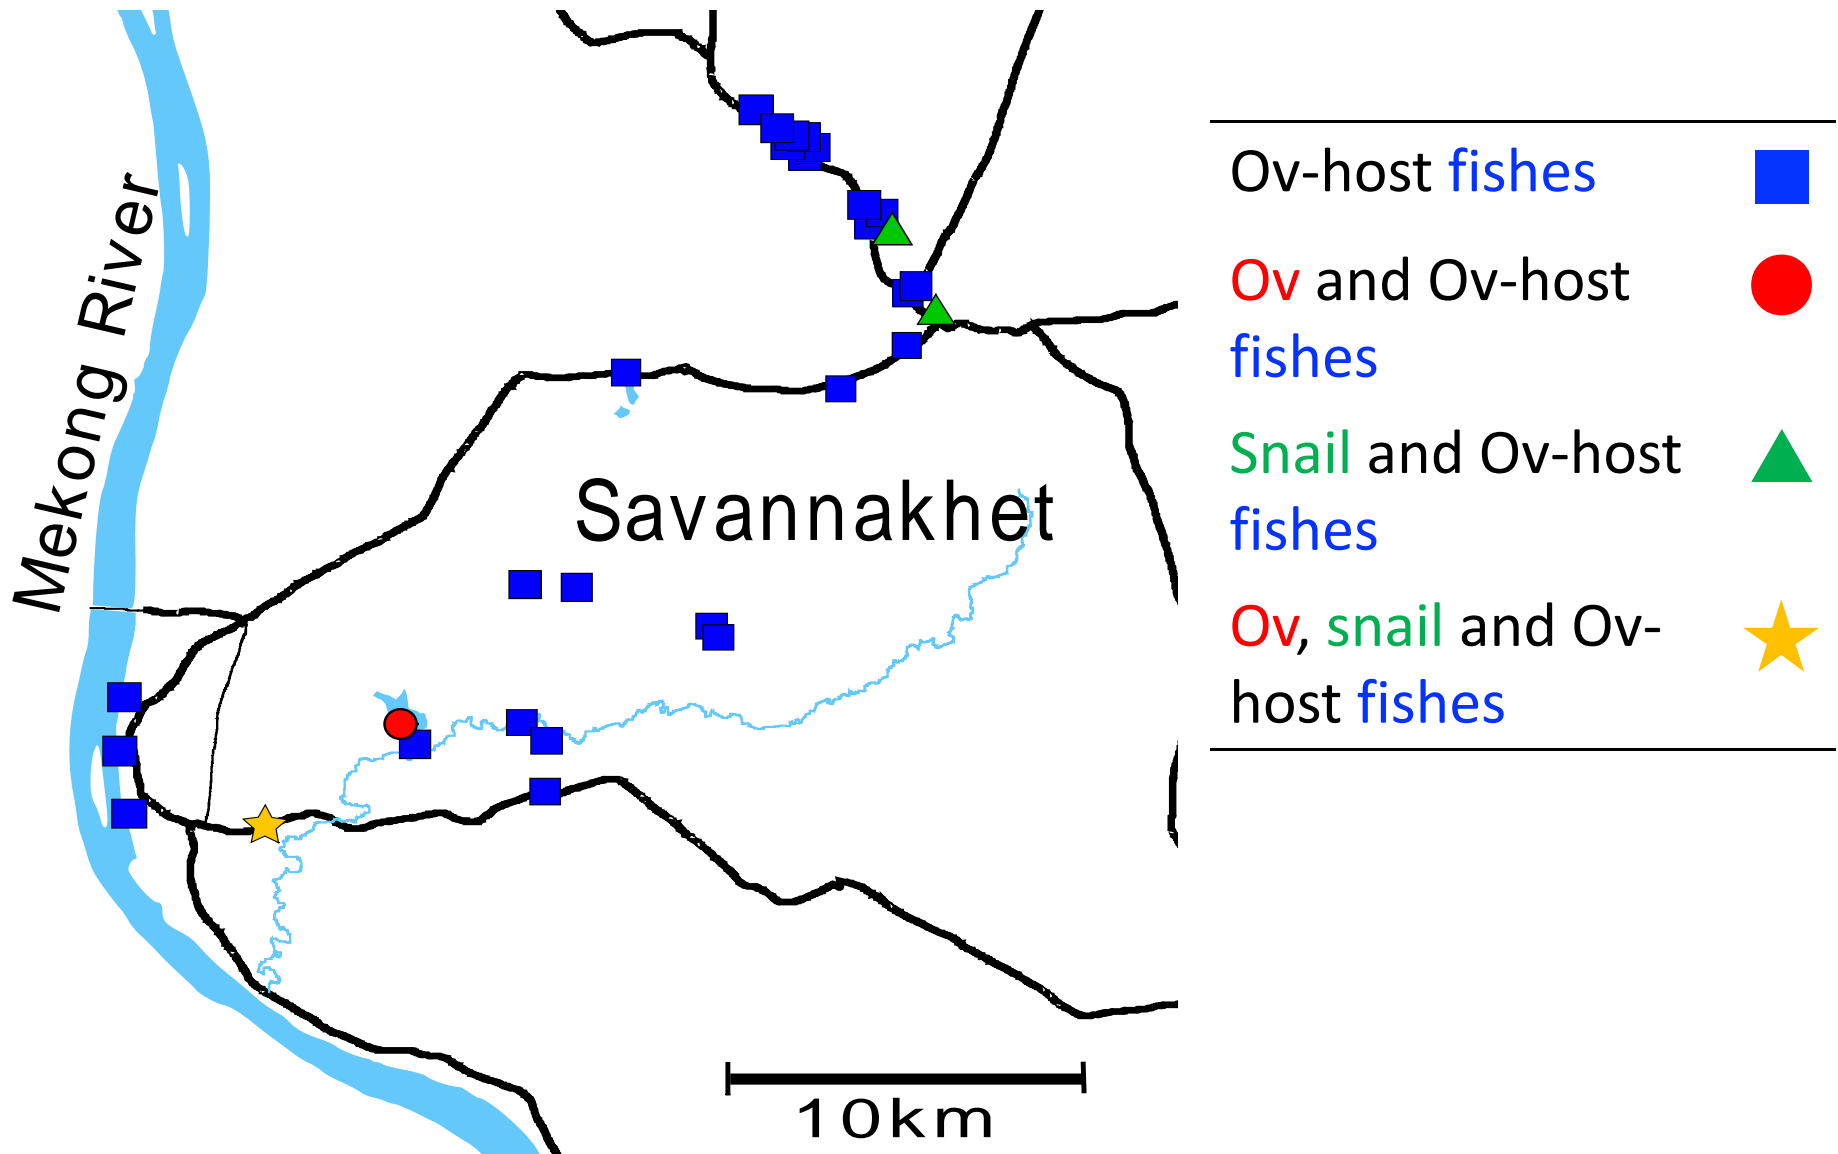 Mekong River
Savannakhet
10km
Ov-host fishes
Ov and Ov-host
fishes
Snail and Ov-host
fishes
Ov, snail and Ov-
host fishes